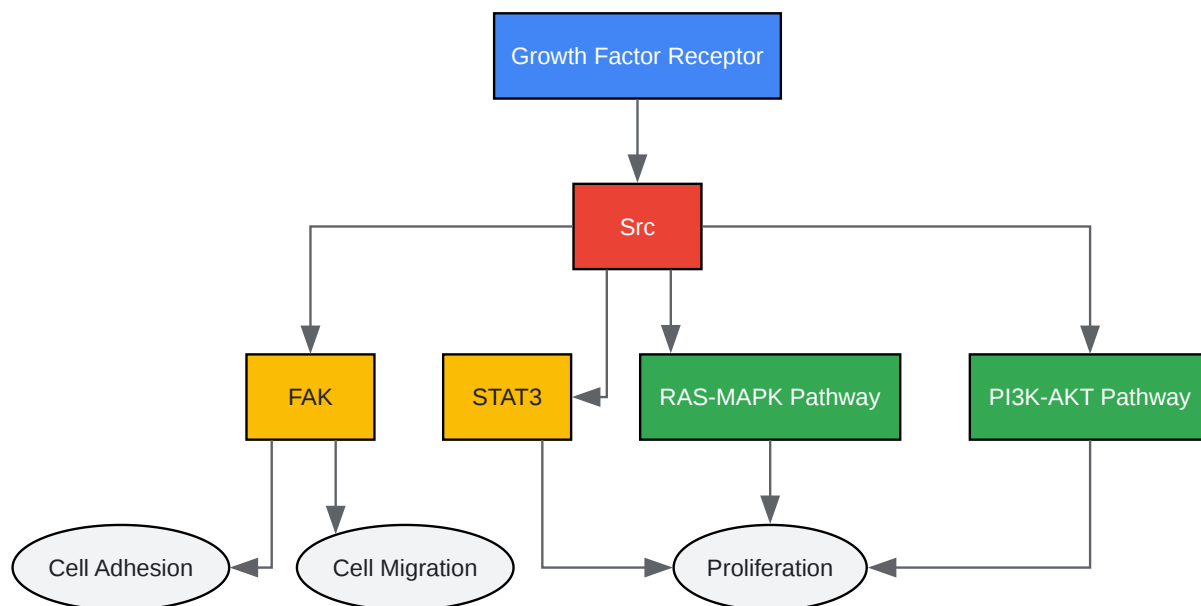 Growth Factor Receptor
Src
FAK
STAT3
RAS-MAPK Pathway
PI3K-AKT Pathway
Cell Adhesion
Cell Migration
Proliferation